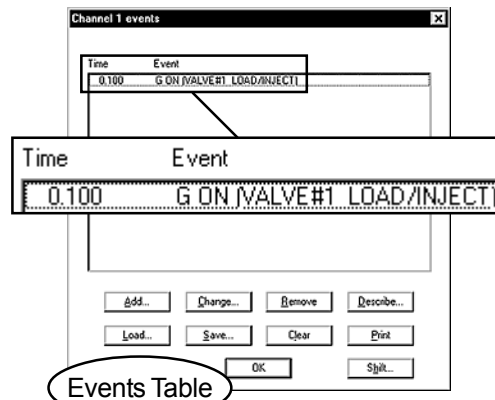 Channel 1 events
Time Event
0.100 G ON (VALVE#1 LOAD/INJECT)
Time Event
0.100 G ON (VALVE#1 LOAD/INJECT)
Add... Change... Remove Describe...
Load... Save... Clear Print
OK Shift...
Events Table